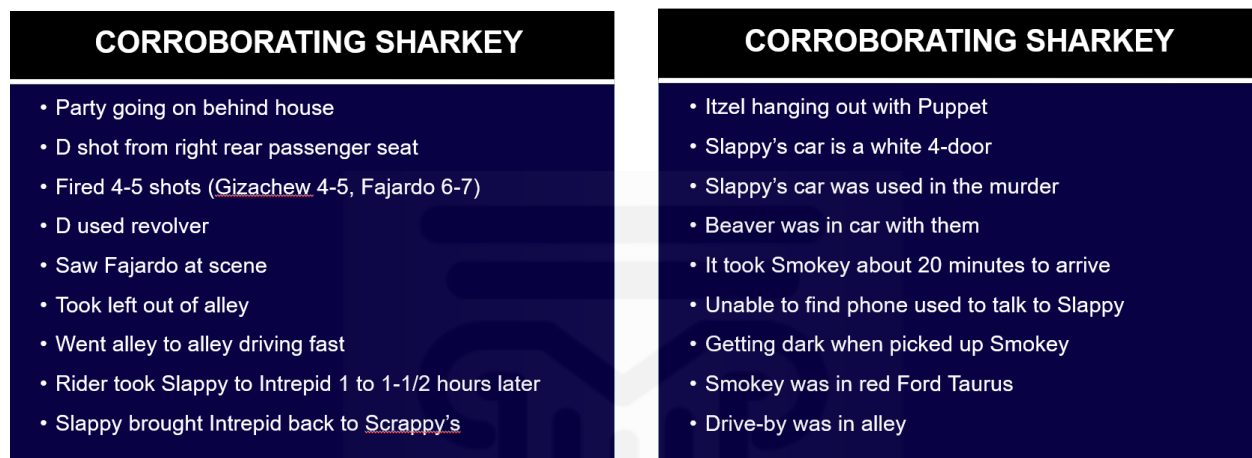 CORROBORATING SHARKEY
• Party going on behind house
• D shot from right rear passenger seat
• Fired 4-5 shots (Gizachew 4-5, Fajardo 6-7)
• D used revolver
• Saw Fajardo at scene
• Took left out of alley
• Went alley to alley driving fast
• Rider took Slappy to Intrepid 1 to 1-1/2 hours later
• Slappy brought Intrepid back to Scrappy's
CORROBORATING SHARKEY
• Itzel hanging out with Puppet
• Slappy’s car is a white 4-door
• Slappy’s car was used in the murder
• Beaver was in car with them
• It took Smokey about 20 minutes to arrive
• Unable to find phone used to talk to Slappy
• Getting dark when picked up Smokey
• Smokey was in red Ford Taurus
• Drive-by was in alley